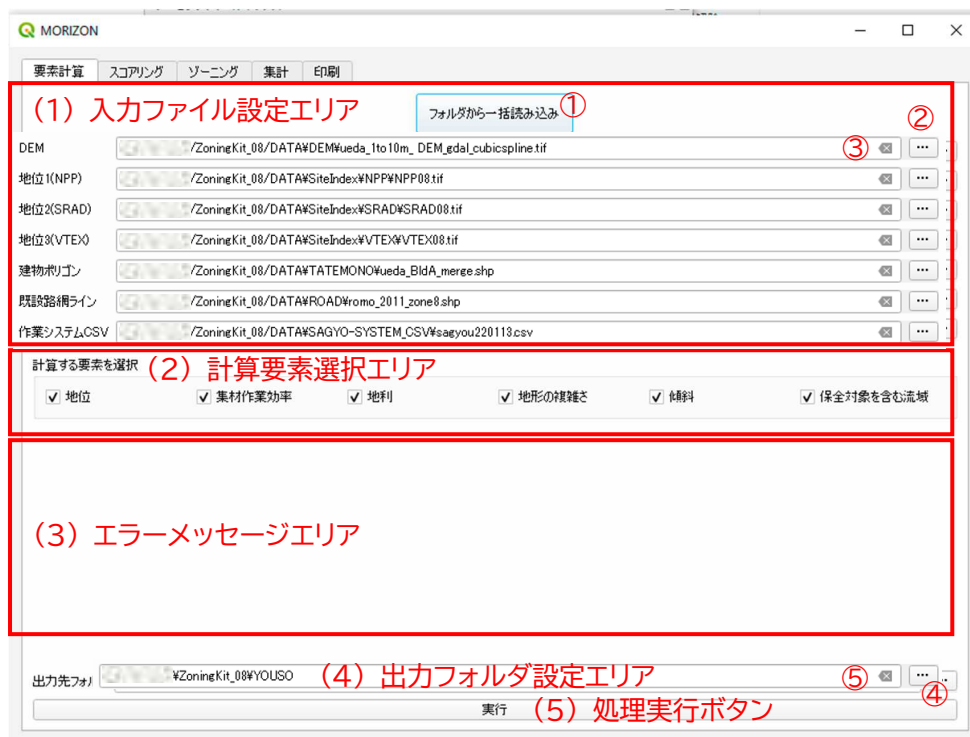 MORIZON
要素計算 スコアリング ゾーニング 集計 印刷
(1) 入力ファイル設定エリア フォルダから一括読み込み ①
②
DEM /ZoningKit_08/DATA¥DEM¥ueda_1to10m_ DEM_gdal_cubicspline.tif ③ ...
地位1(NPP) /ZoningKit_08/DATA¥SiteIndex¥NPP¥NPP08.tif ...
地位2(SRAD) /ZoningKit_08/DATA¥SiteIndex¥SRAD¥SRAD08.tif ...
地位3(VTEX) /ZoningKit_08/DATA¥SiteIndex¥VTEX¥VTEX08.tif ...
建物ポリゴン /ZoningKit_08/DATA¥TATEMONO¥ueda_BldA_merge.shp ...
既設路網ライン /ZoningKit_08/DATA¥ROAD¥romo_2011_zone8.shp ...
作業システムCSV /ZoningKit_08/DATA¥SAGYO-SYSTEM_CSV¥sagyou220113.csv ...
計算する要素を選択 (2) 計算要素選択エリア
地位 集材作業効率 地利 地形の複雑さ 傾斜 保全対象を含む流域
(3) エラーメッセージエリア
出力先フォル ¥ZoningKit_08¥YOUSO (4) 出力フォルダ設定エリア ⑤ ...
④
実行 (5) 処理実行ボタン